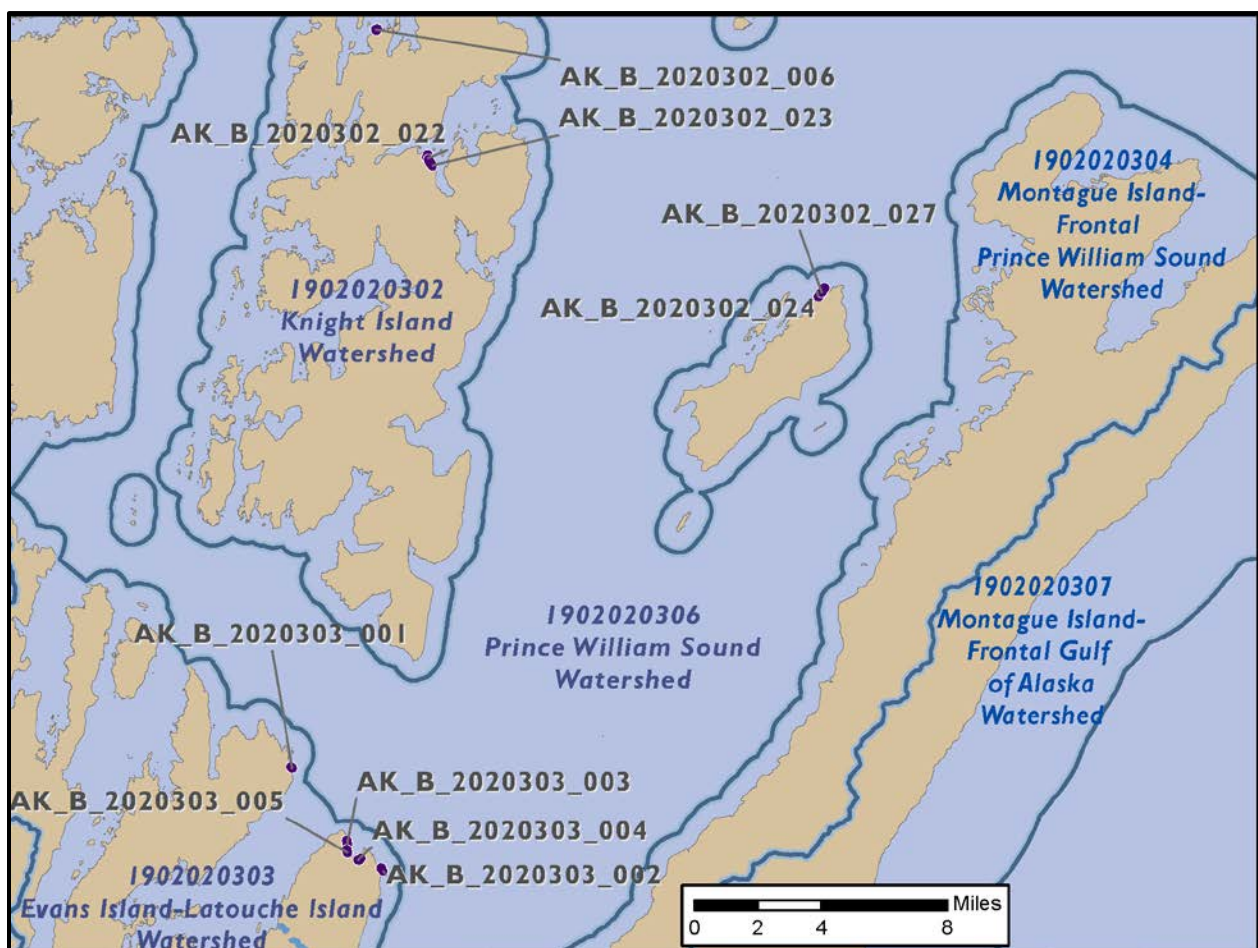 AK_B_2020302_006
AK_B_2020302_022
AK_B_2020302_023
1902020304
Montague Island-
Frontal
Prince William Sound
Watershed
AK_B_2020302_027
1902020302
Knight Island
Watershed
AK_B_2020302_024
1902020306
Prince William Sound
Watershed
1902020307
Montague Island-
Frontal Gulf
of Alaska
Watershed
AK_B_2020303_001
AK_B_2020303_003
AK_B_2020303_005
AK_B_2020303_004
AK_B_2020303_002
1902020303
Evans Island-Latouche Island
Watershed
Miles
0 2 4 8